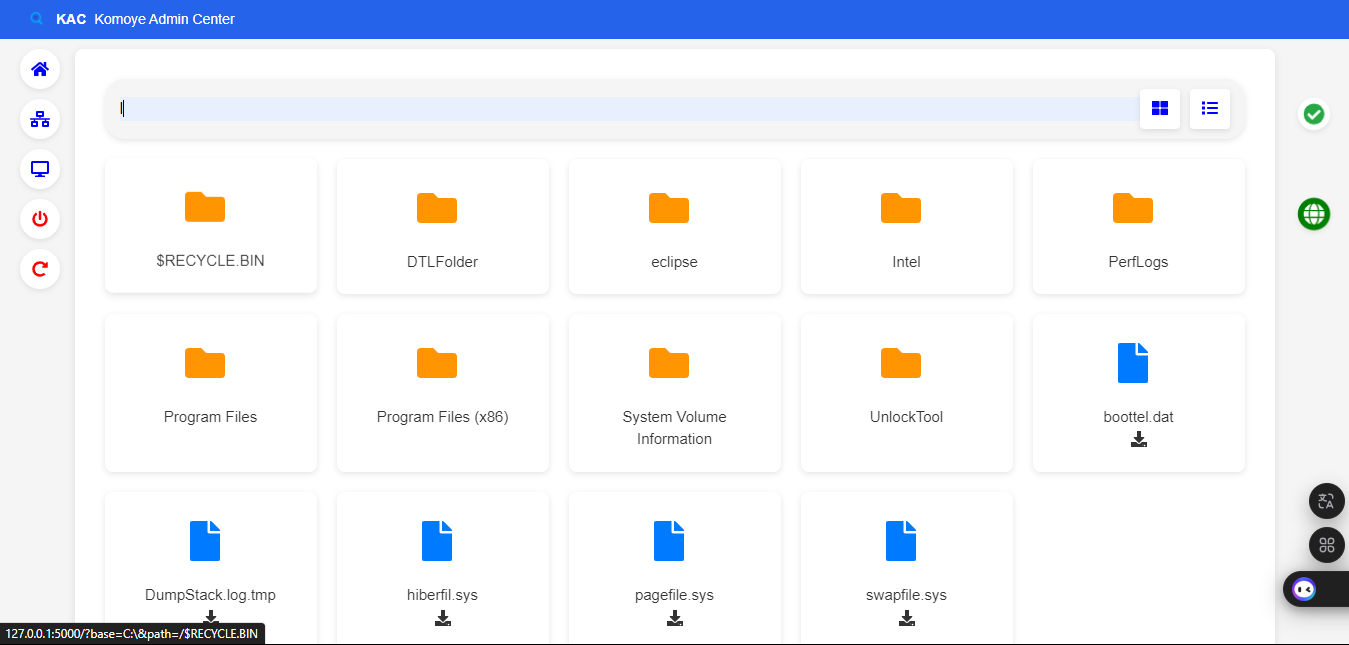 KAC Komoye Admin Center
$RECYCLE.BIN
DTLFolder
eclipse
Intel
PerfLogs
Program Files
Program Files (x86)
System Volume
Information
UnlockTool
boottel.dat
DumpStack.log.tmp
hiberfil.sys
pagefile.sys
swapfile.sys
127.0.0.1:5000/?base=C:\&path=/$RECYCLE.BIN